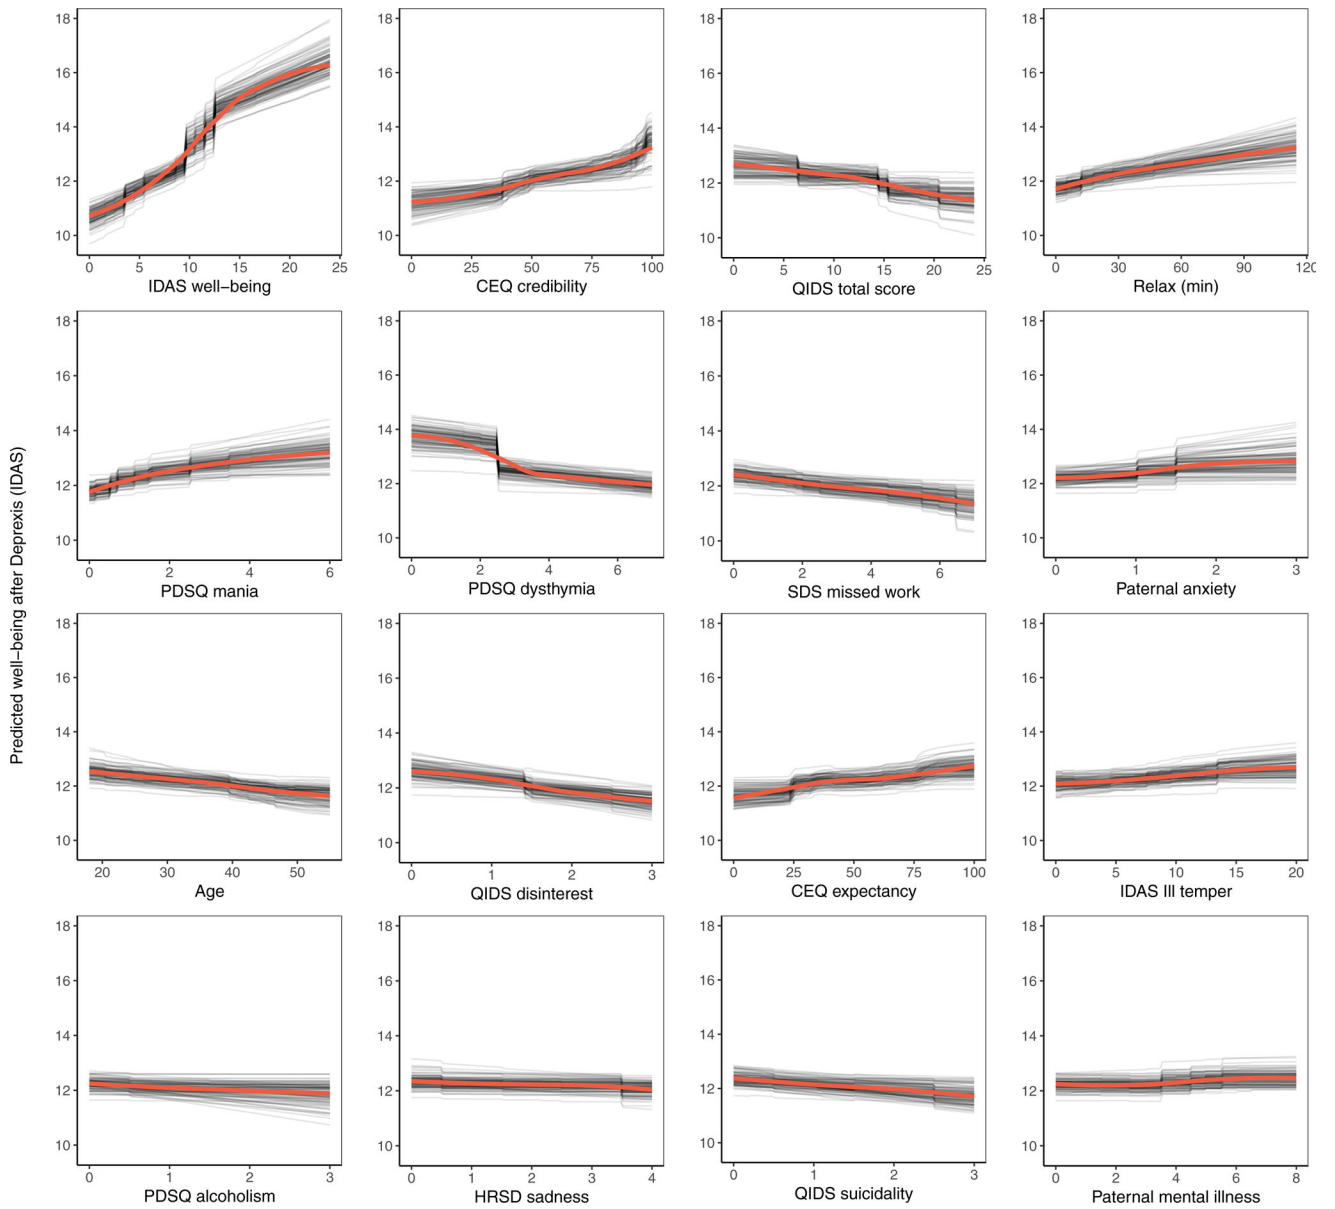 Predicted well–being after Deprexis (IDAS)
18
16
14
12
10
0 5 10 15 20 25
IDAS well–being
18
16
14
12
10
0 25 50 75 100
CEQ credibility
18
16
14
12
10
0 5 10 15 20 25
QIDS total score
18
16
14
12
10
0 30 60 90 120
Relax (min)
18
16
14
12
10
0 2 4 6
PDSQ mania
18
16
14
12
10
0 2 4 6
PDSQ dysthymia
18
16
14
12
10
0 2 4 6
SDS missed work
18
16
14
12
10
0 1 2 3
Paternal anxiety
18
16
14
12
10
20 30 40 50
Age
18
16
14
12
10
0 1 2 3
QIDS disinterest
18
16
14
12
10
0 25 50 75 100
CEQ expectancy
18
16
14
12
10
0 5 10 15 20
IDAS Ill temper
18
16
14
12
10
0 1 2 3
PDSQ alcoholism
18
16
14
12
10
0 1 2 3 4
HRSD sadness
18
16
14
12
10
0 1 2 3
QIDS suicidality
18
16
14
12
10
0 2 4 6 8
Paternal mental illness